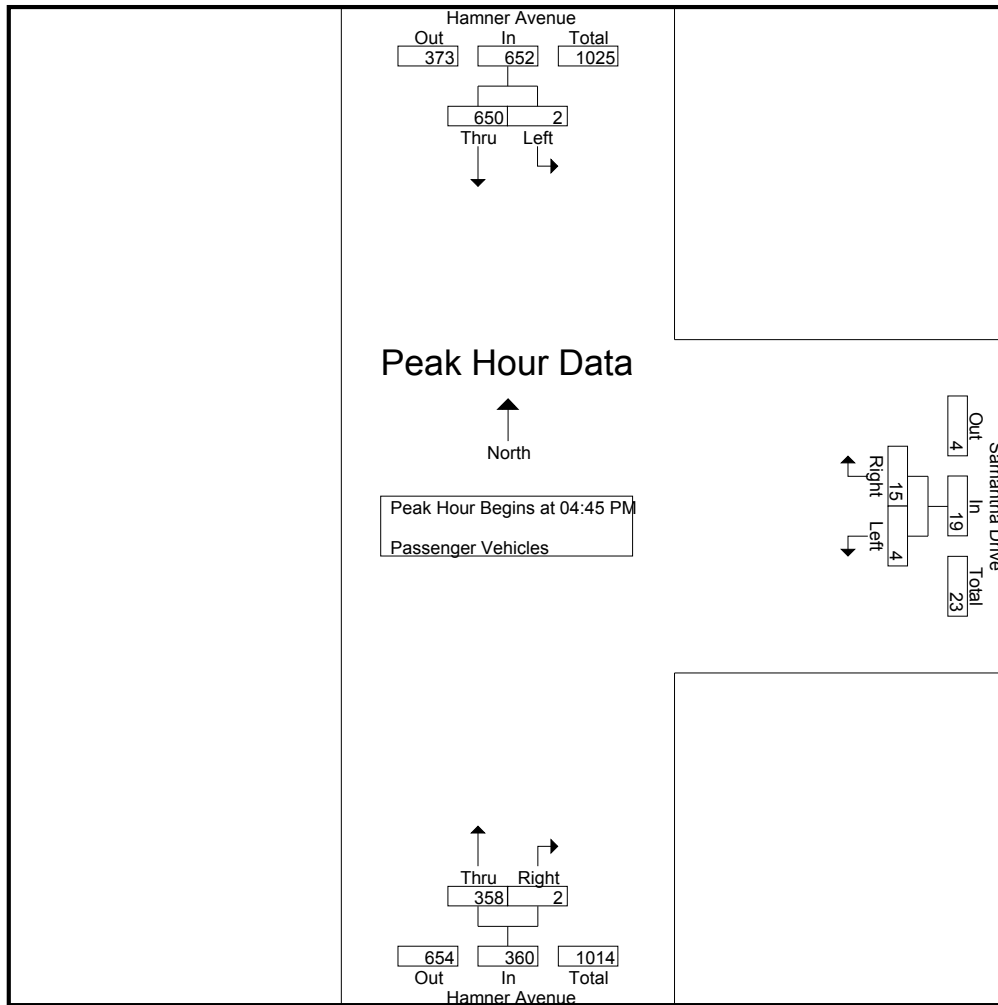 Hamner Avenue
Out In Total
373 652 1025
650 2
Thru Left
Peak Hour Data
North
Peak Hour Begins at 04:45 PM
Passenger Vehicles
Samantha Drive
Out In Total
4 19 23
15 4
Right Left
Thru Right
358 2
654 360 1014
Out In Total
Hamner Avenue